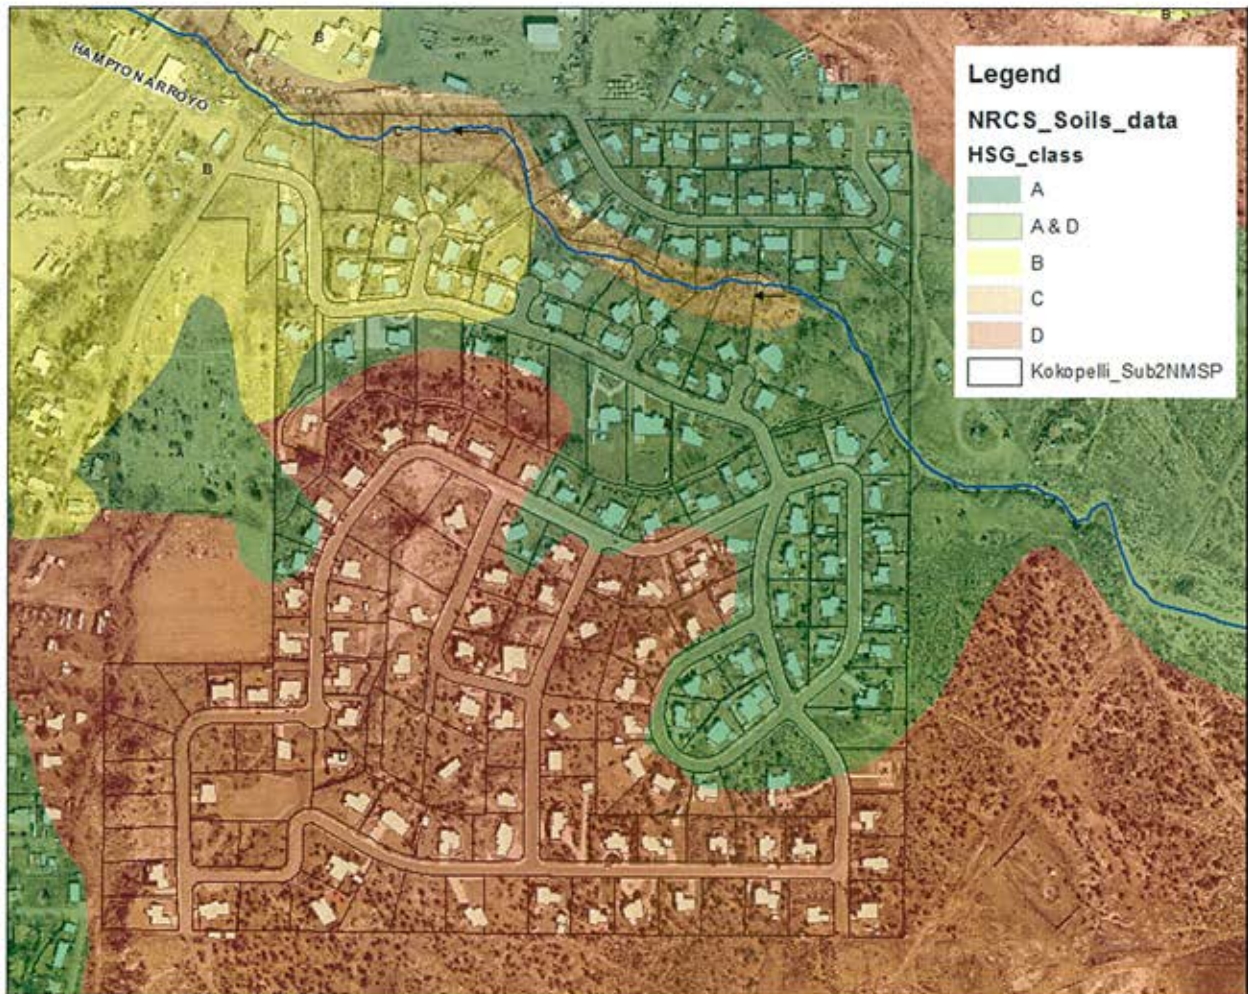 B
B
HAMPTON ARROYO
C
B
Legend
NRCS_Soils_data
HSG_class
A
A & D
B
C
D
Kokopelli_Sub2NMSP
D